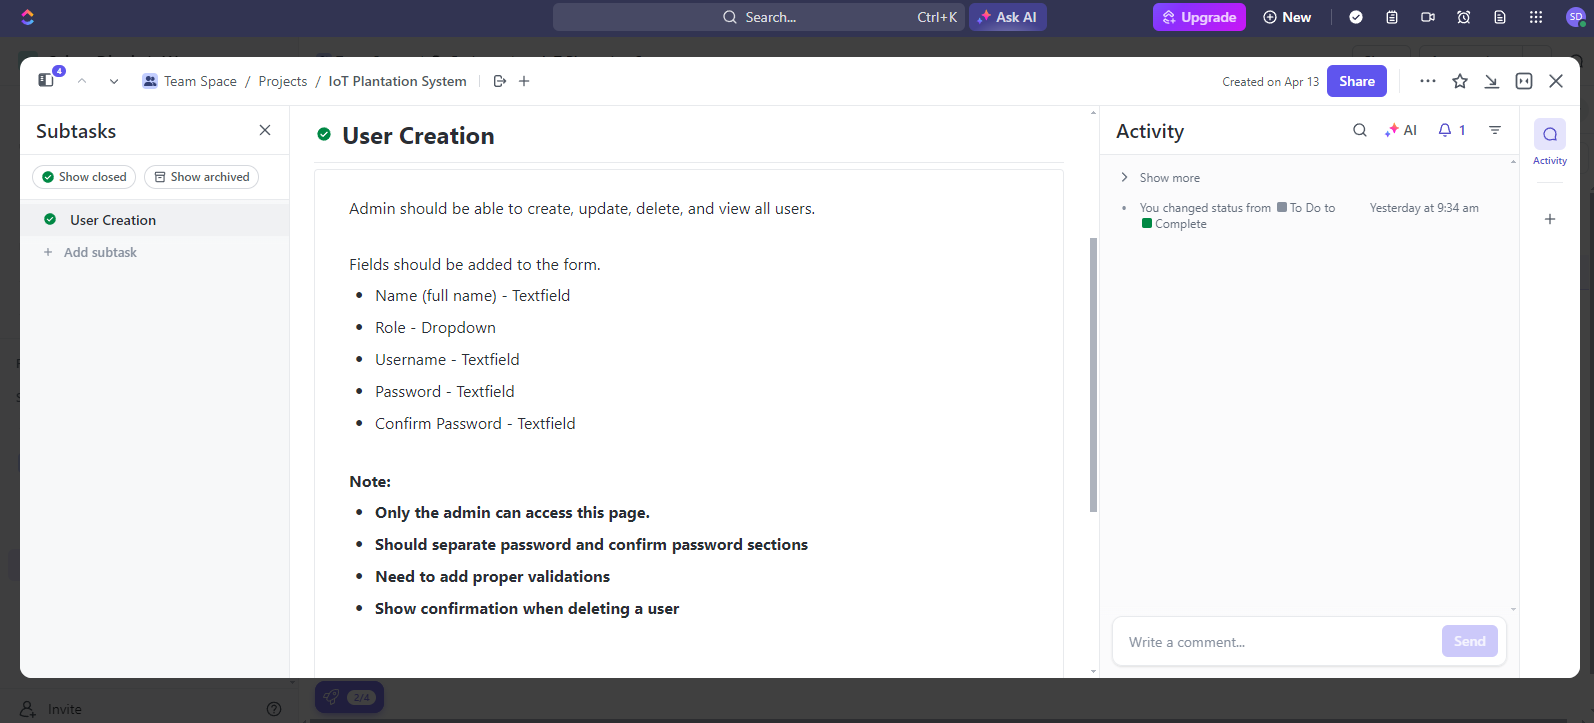 Search...
Ctrl+K
Ask AI
Upgrade
New
SD
4
Team Space / Projects / IoT Plantation System
Created on Apr 13
Share
Subtasks
Show closed
Show archived
User Creation
Add subtask
User Creation
Admin should be able to create, update, delete, and view all users.
Fields should be added to the form.
Name (full name) - Textfield
Role - Dropdown
Username - Textfield
Password - Textfield
Confirm Password - Textfield
Note:
Only the admin can access this page.
Should separate password and confirm password sections
Need to add proper validations
Show confirmation when deleting a user
Activity
AI
1
Show more
You changed status from To Do to
Complete
Yesterday at 9:34 am
Write a comment...
Send
Activity
Invite
2/4